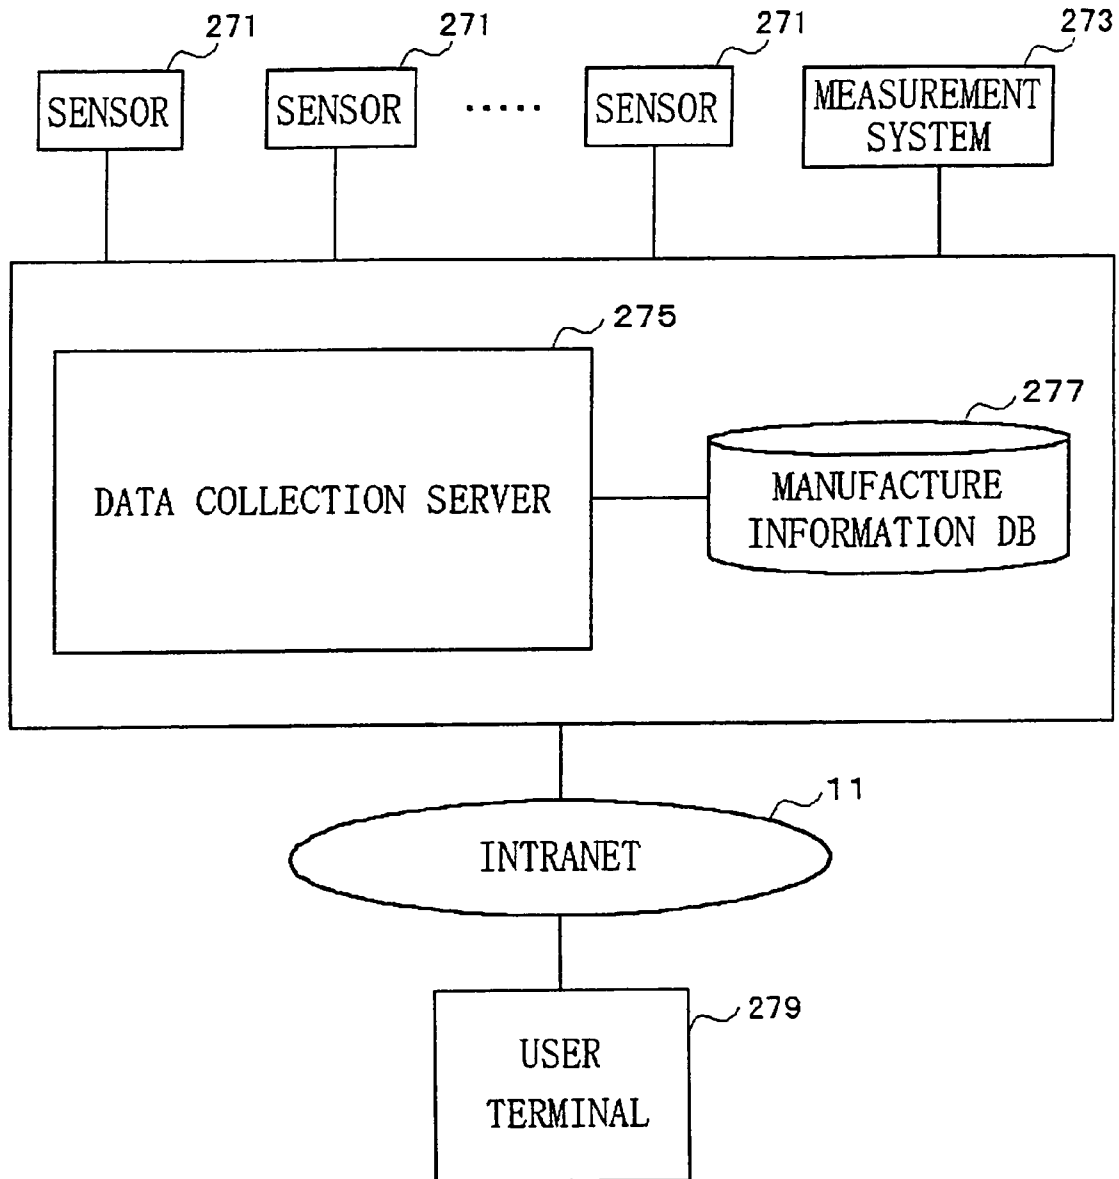 271
271
271
273
SENSOR
SENSOR
.....
SENSOR
MEASUREMENT
SYSTEM
275
DATA COLLECTION SERVER
277
MANUFACTURE
INFORMATION DB
11
INTRANET
279
USER
TERMINAL